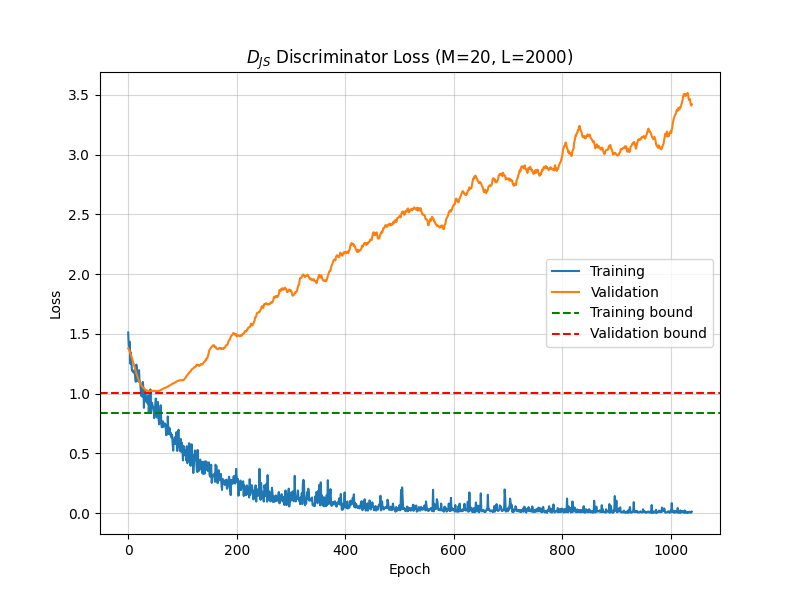 D_JS Discriminator Loss (M=20, L=2000)
3.5
3.0
2.5
2.0
1.5
1.0
0.5
0.0
Loss
Training
Validation
Training bound
Validation bound
0 200 400 600 800 1000
Epoch